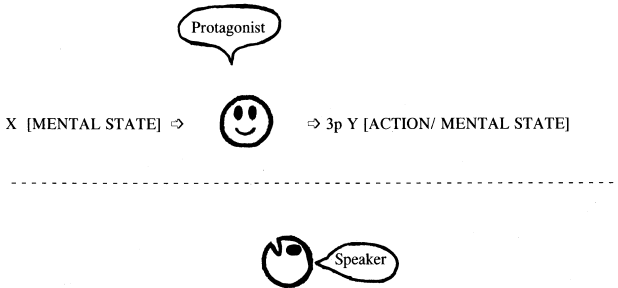 Protagonist
X [MENTAL STATE] ⇨ ⇨ 3p Y [ACTION/ MENTAL STATE]
Speaker